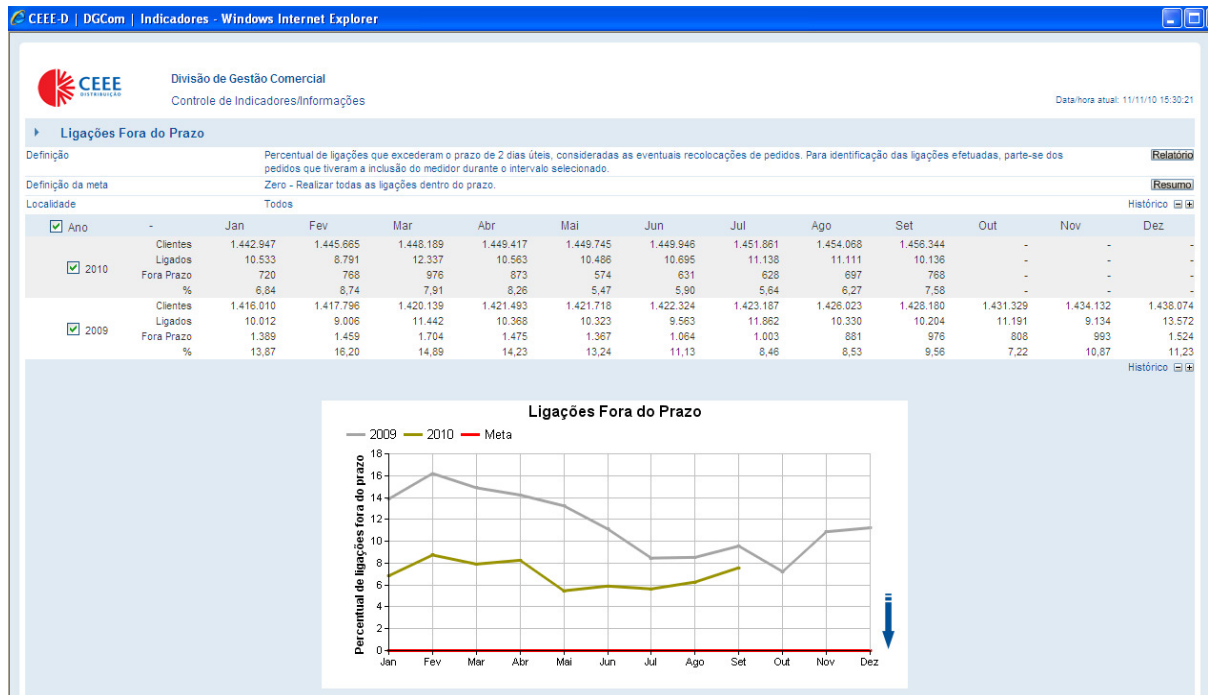 CEEE-D | DGCom | Indicadores - Windows Internet Explorer
CEEE
DISTRIBUIÇÃO
Divisão de Gestão Comercial
Controle de Indicadores/Informações
Data/hora atual: 11/11/10 15:30:21
Ligações Fora do Prazo
Definição Percentual de ligações que excederam o prazo de 2 dias úteis, consideradas as eventuais recolocações de pedidos. Para identificação das ligações efetuadas, parte-se dos Relatório
pedidos que tiveram a inclusão do medidor durante o intervalo selecionado.
Definição da meta Zero - Realizar todas as ligações dentro do prazo. Resumo
Localidade Todos Histórico
Ano - Jan Fev Mar Abr Mai Jun Jul Ago Set Out Nov Dez
2010
Clientes 1.442.947 1.445.665 1.448.189 1.449.417 1.449.745 1.449.946 1.451.861 1.454.068 1.456.344 - - -
Ligados 10.533 8.791 12.337 10.563 10.486 10.695 11.138 11.111 10.136 - - -
Fora Prazo 720 768 976 873 574 631 628 697 768 - - -
% 6,84 8,74 7,91 8,26 5,47 5,90 5,64 6,27 7,58 - - -
2009
Clientes 1.416.010 1.417.796 1.420.139 1.421.493 1.421.718 1.422.324 1.423.187 1.426.023 1.428.180 1.431.329 1.434.132 1.438.074
Ligados 10.012 9.006 11.442 10.368 10.323 9.563 11.862 10.330 10.204 11.191 9.134 13.572
Fora Prazo 1.389 1.459 1.704 1.475 1.367 1.064 1.003 881 976 808 993 1.524
% 13,87 16,20 14,89 14,23 13,24 11,13 8,46 8,53 9,56 7,22 10,87 11,23
Histórico
Ligações Fora do Prazo
2009 2010 Meta
Percentual de ligações fora do prazo
18
16
14
12
10
8
6
4
2
0
Jan Fev Mar Abr Mai Jun Jul Ago Set Out Nov Dez